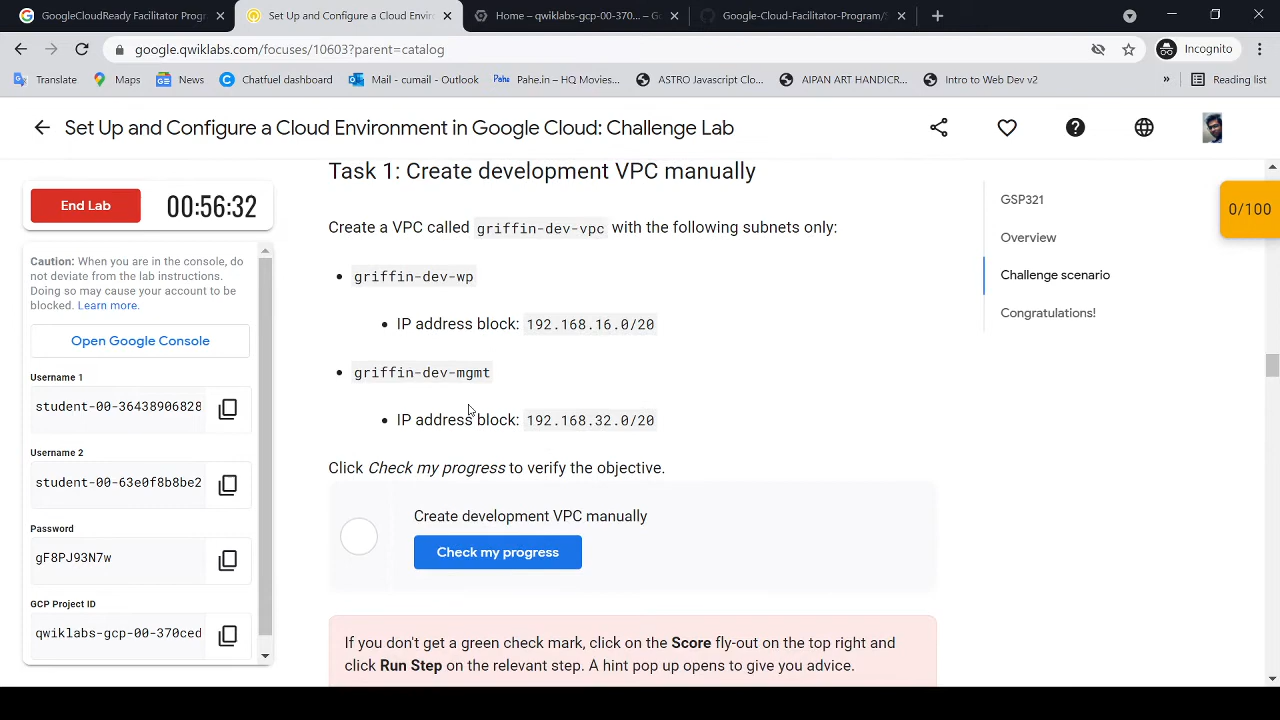 GoogleCloudReady Facilitator Progr
Set Up and Configure a Cloud Envir
Home – qwiklabs-gcp-00-370... – Go
Google-Cloud-Facilitator-Program/
google.qwiklabs.com/focuses/10603?parent=catalog
Incognito
Translate
Maps
News
Chatfuel dashboard
Mail - cumail - Outlook
Pahe.in – HQ Movies...
ASTRO Javascript Clo...
AIPAN ART HANDICR...
Intro to Web Dev v2
»
Reading list
Set Up and Configure a Cloud Environment in Google Cloud: Challenge Lab
End Lab
00:56:32
Caution: When you are in the console, do
not deviate from the lab instructions.
Doing so may cause your account to be
blocked. Learn more.
Open Google Console
Username 1
student-00-36438906828
Username 2
student-00-63e0f8b8be2
Password
gF8PJ93N7w
GCP Project ID
qwiklabs-gcp-00-370ced
Task 1: Create development VPC manually
Create a VPC called griffin-dev-vpc with the following subnets only:
• griffin-dev-wp
• IP address block: 192.168.16.0/20
• griffin-dev-mgmt
• IP address block: 192.168.32.0/20
Click Check my progress to verify the objective.
Create development VPC manually
Check my progress
If you don't get a green check mark, click on the Score fly-out on the top right and
click Run Step on the relevant step. A hint pop up opens to give you advice.
GSP321
Overview
Challenge scenario
Congratulations!
0/100